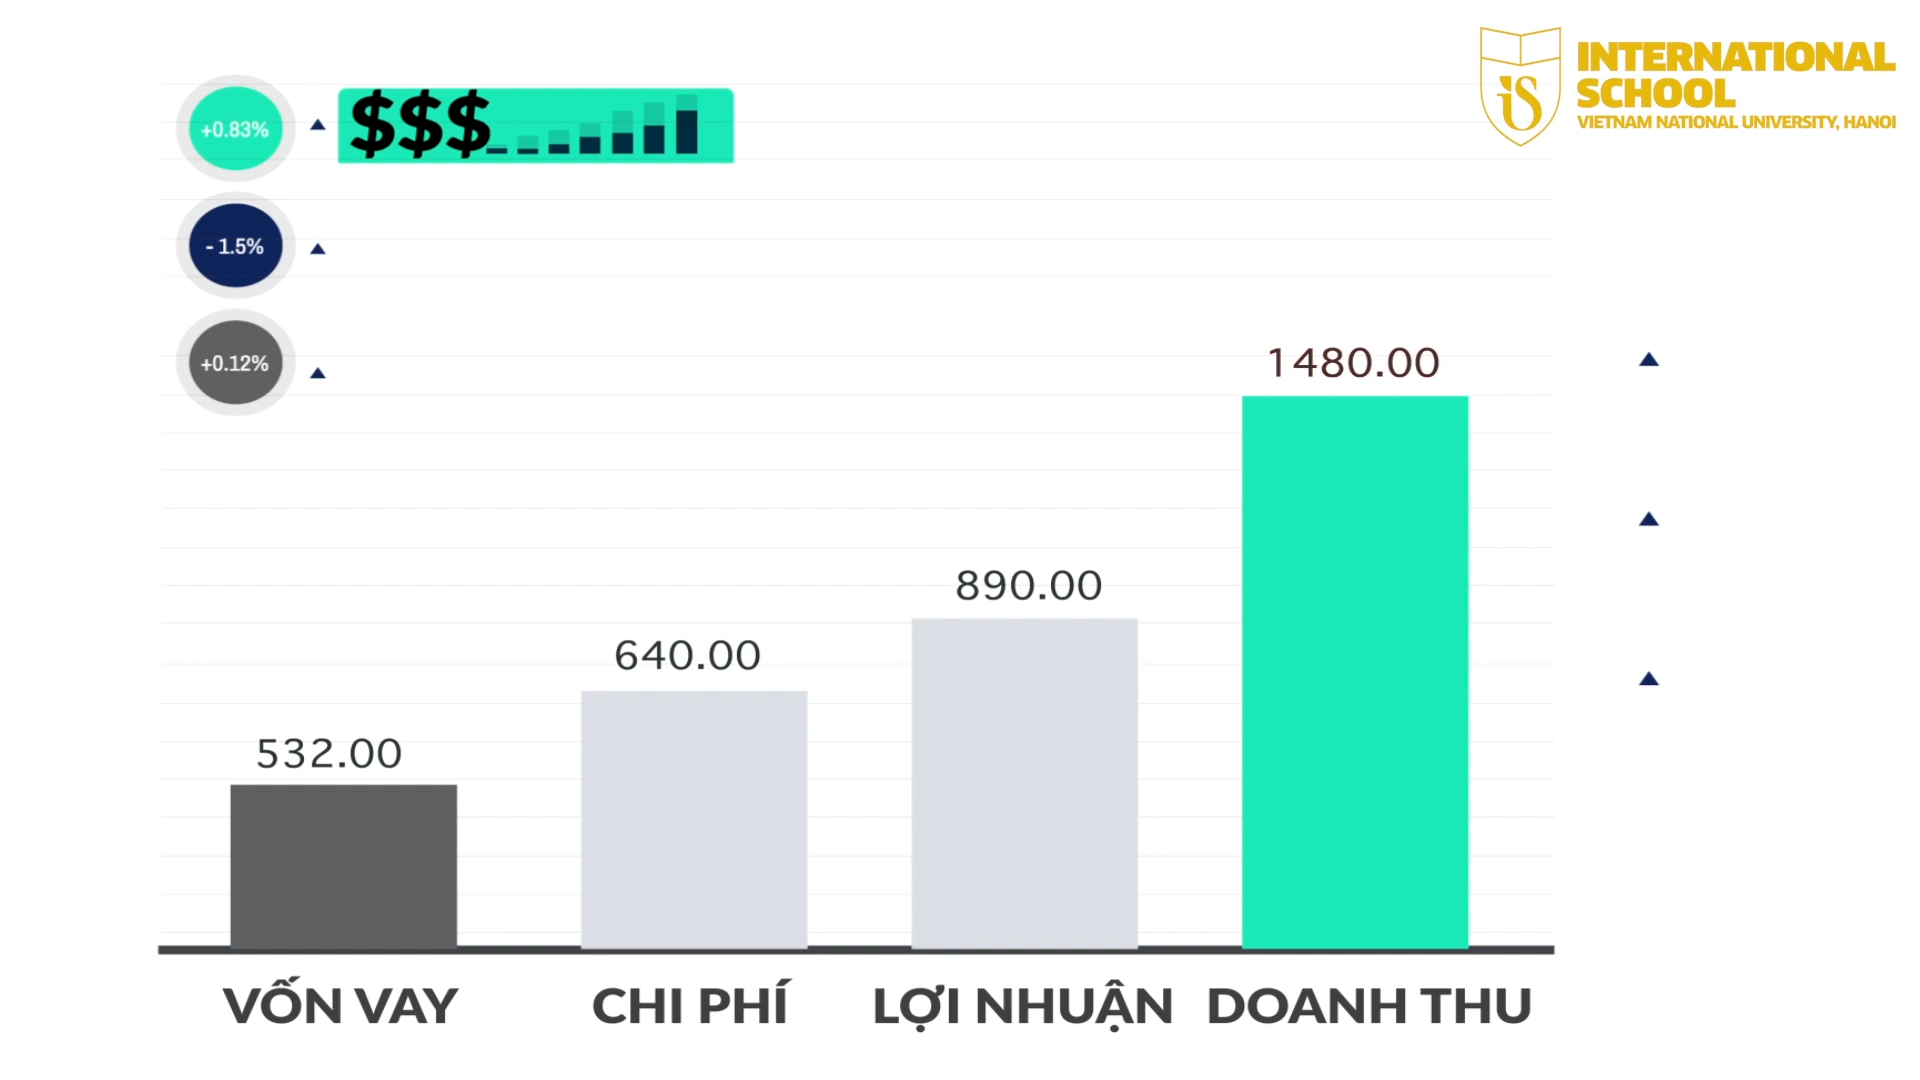 INTERNATIONAL
SCHOOL
VIETNAM NATIONAL UNIVERSITY, HANOI
iS
+0.83%
$$$
- 1.5%
+0.12%
1480.00
890.00
640.00
532.00
VỐN VAY
CHI PHÍ
LỢI NHUẬN
DOANH THU